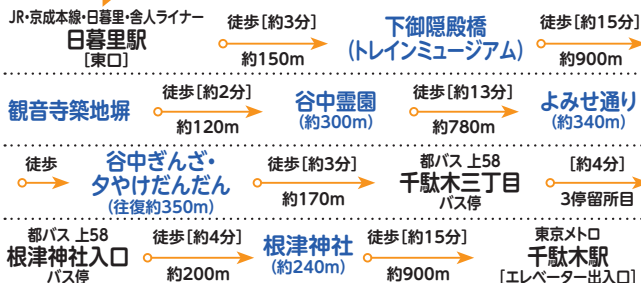 JR・京成本線・日暮里・舎人ライナー
日暮里駅
[東口]
徒歩[約3分]
約150m
下御隠殿橋
(トレインミュージアム)
徒歩[約15分]
約900m
観音寺築地塀
徒歩[約2分]
約120m
谷中霊園
(約300m)
徒歩[約13分]
約780m
よみせ通り
(約340m)
徒歩
谷中ぎんざ・
夕やけだんだん
(往復約350m)
徒歩[約3分]
約170m
都バス 上58
千駄木三丁目
バス停
[約4分]
3停留所目
都バス 上58
根津神社入口
バス停
徒歩[約4分]
約200m
根津神社
(約240m)
徒歩[約15分]
約900m
東京メトロ
千駄木駅
[エレベーター出入口]